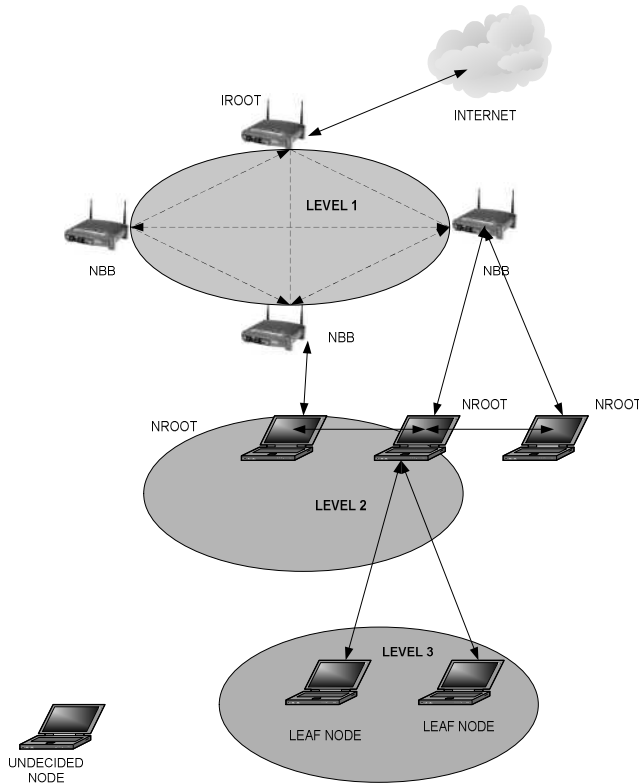 IROOT
INTERNET
LEVEL 1
NBB
NBB
NBB
NROOT
NROOT
NROOT
LEVEL 2
LEVEL 3
LEAF NODE
LEAF NODE
UNDECIDED
NODE